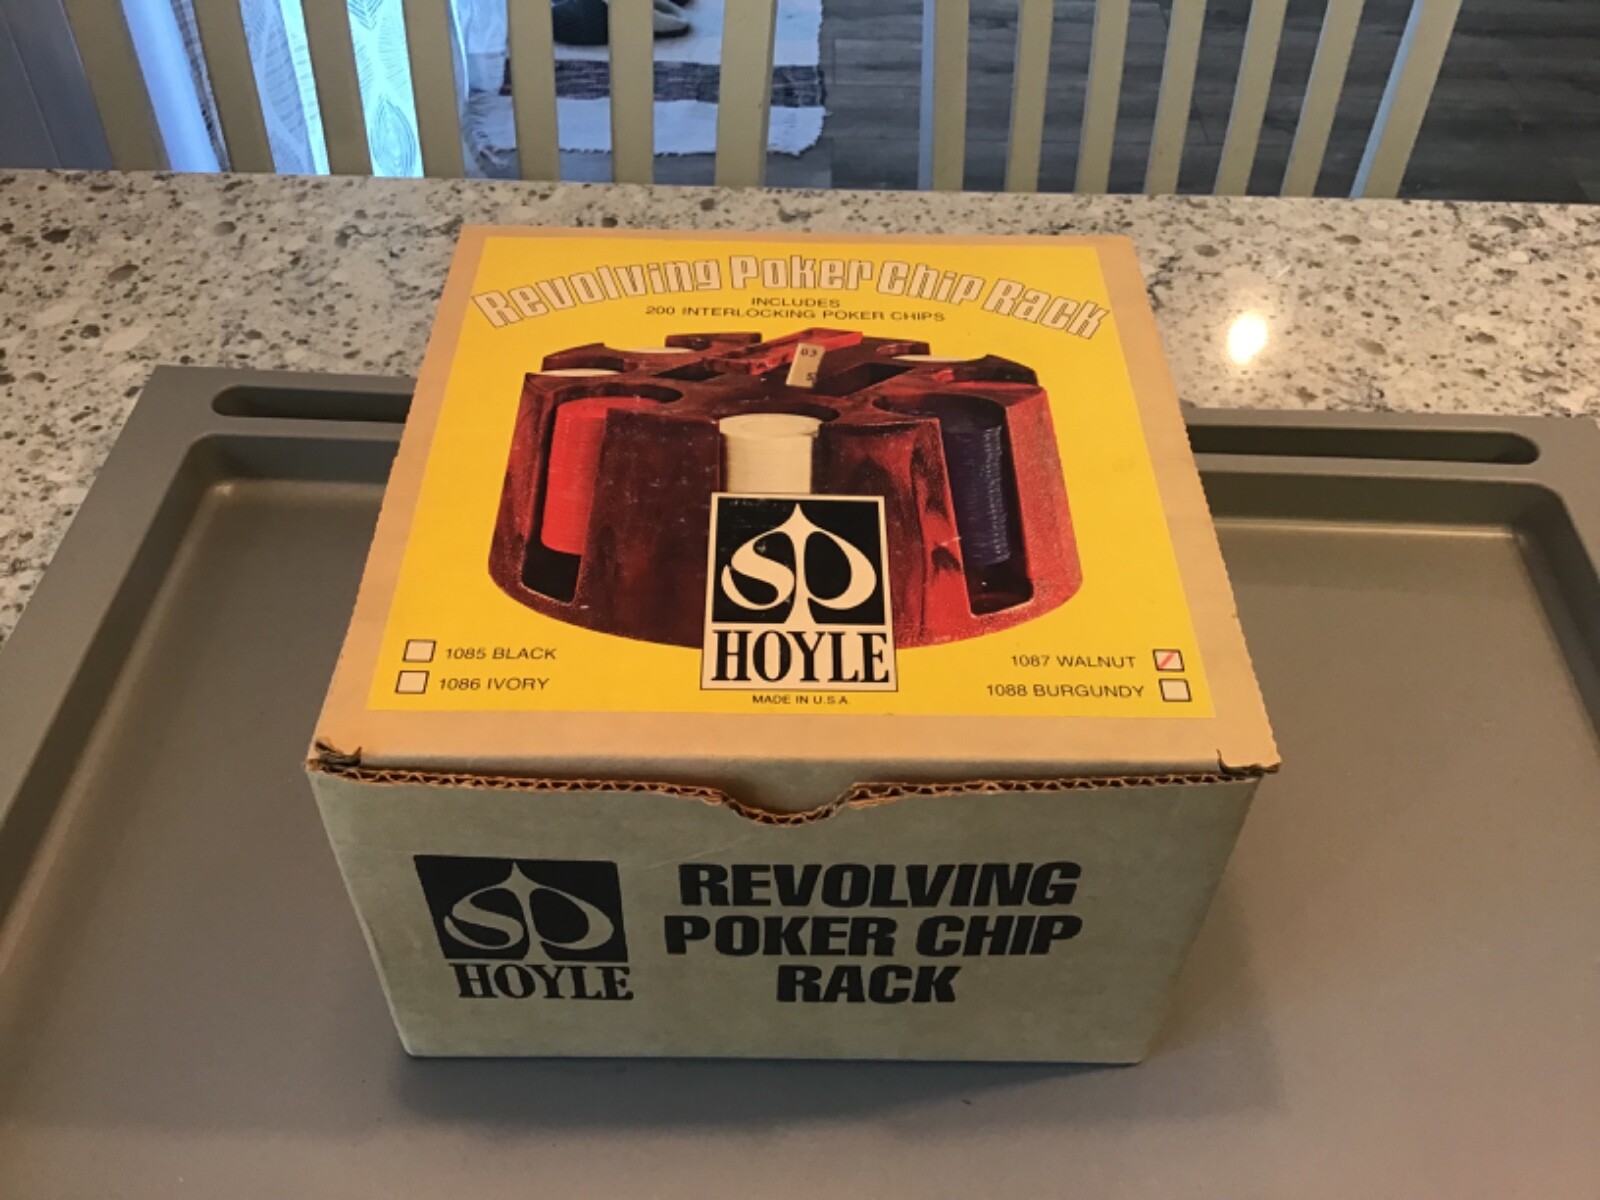 Revolving Poker Chip Rack
INCLUDES
200 INTERLOCKING POKER CHIPS
HOYLE
1085 BLACK
1086 IVORY
1087 WALNUT
1088 BURGUNDY
MADE IN U.S.A.
HOYLE
REVOLVING
POKER CHIP
RACK